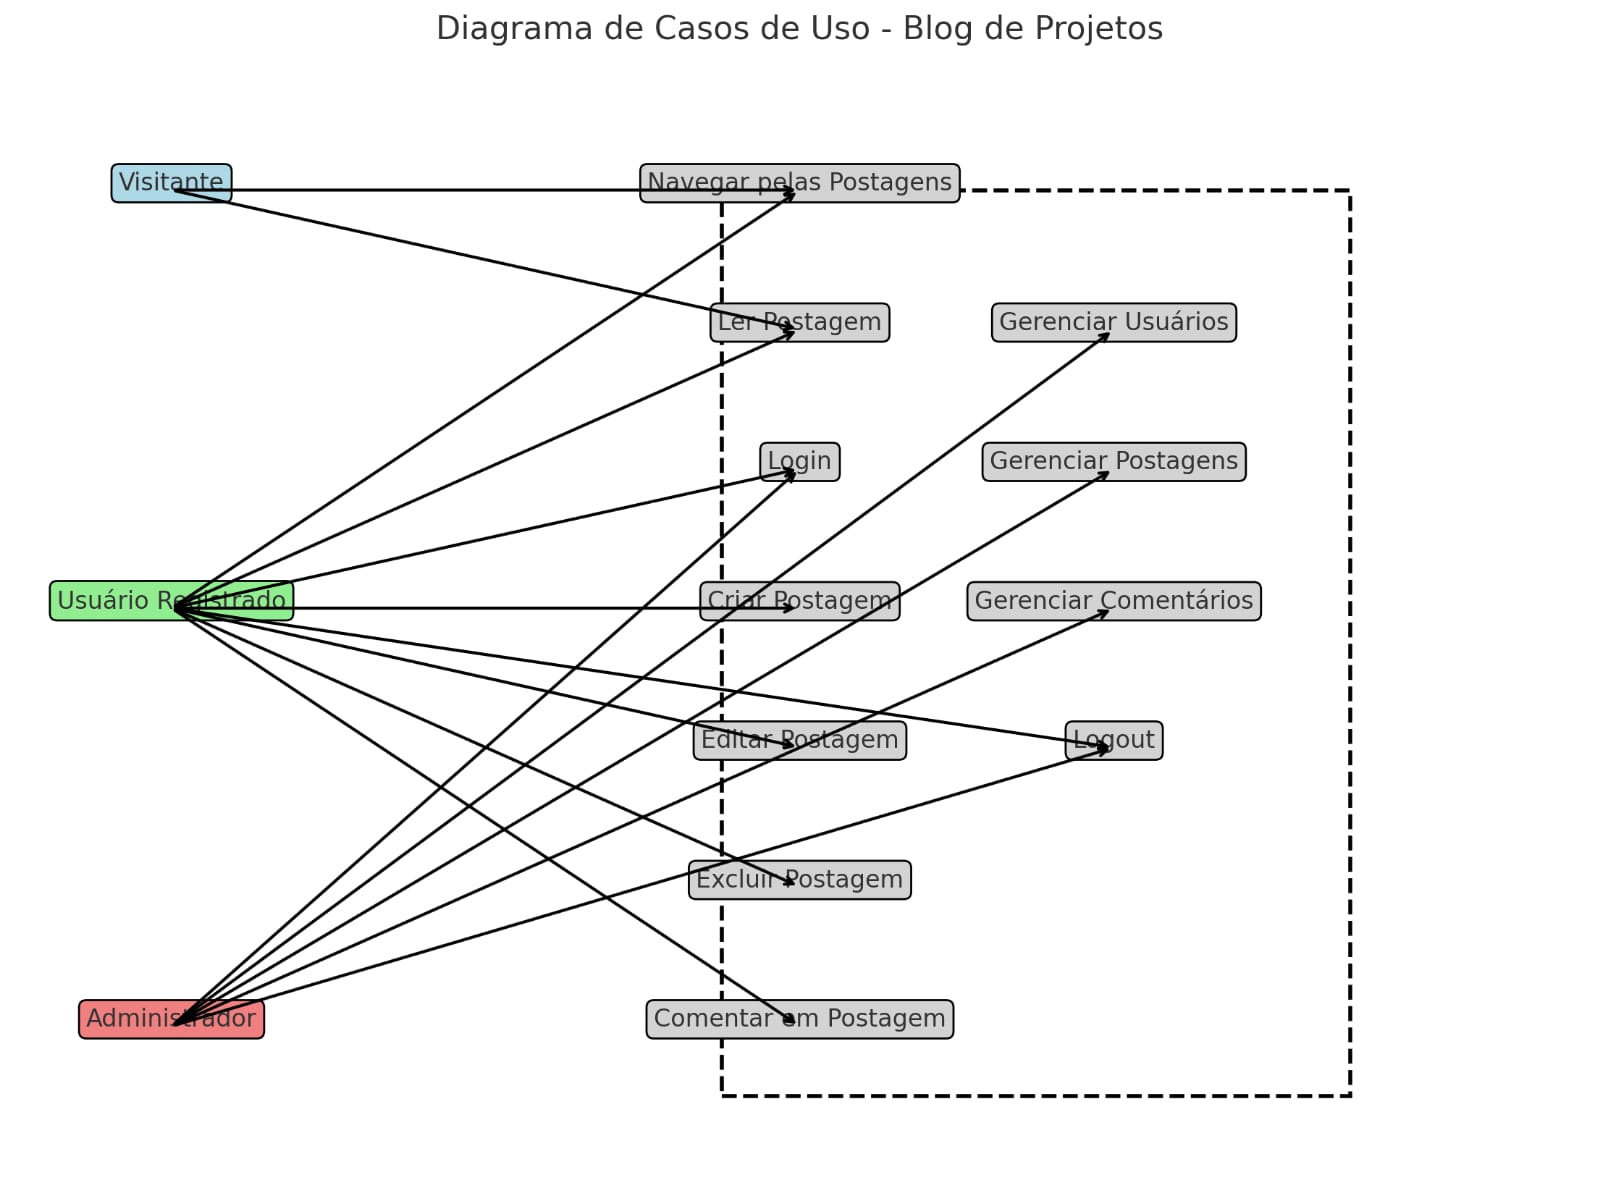 Diagrama de Casos de Uso - Blog de Projetos
Visitante
Navegar pelas Postagens
Ler Postagem
Gerenciar Usuários
Login
Gerenciar Postagens
Usuário Registrado
Criar Postagem
Gerenciar Comentários
Editar Postagem
Logout
Excluir Postagem
Administrador
Comentar em Postagem